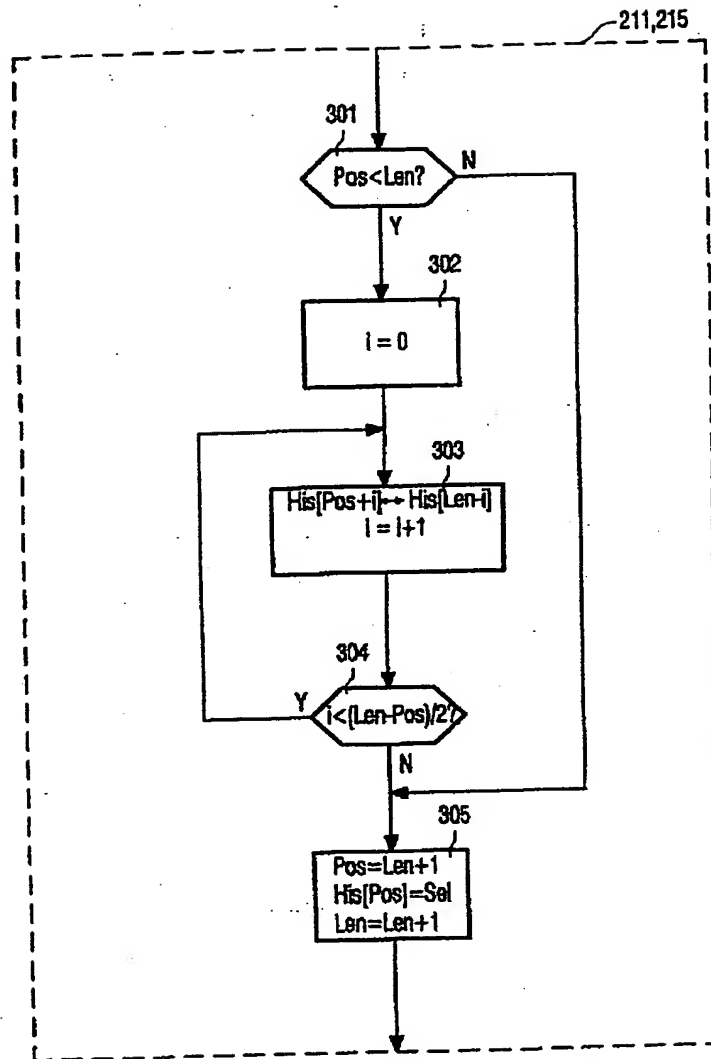 211,215
301
Pos<Len?
N
Y
302
i = 0
303
His[Pos+i]↔His[Len-i]
i = i+1
304
Y
i<(Len-Pos)/2?
N
305
Pos=Len+1
His[Pos]=Sel
Len=Len+1